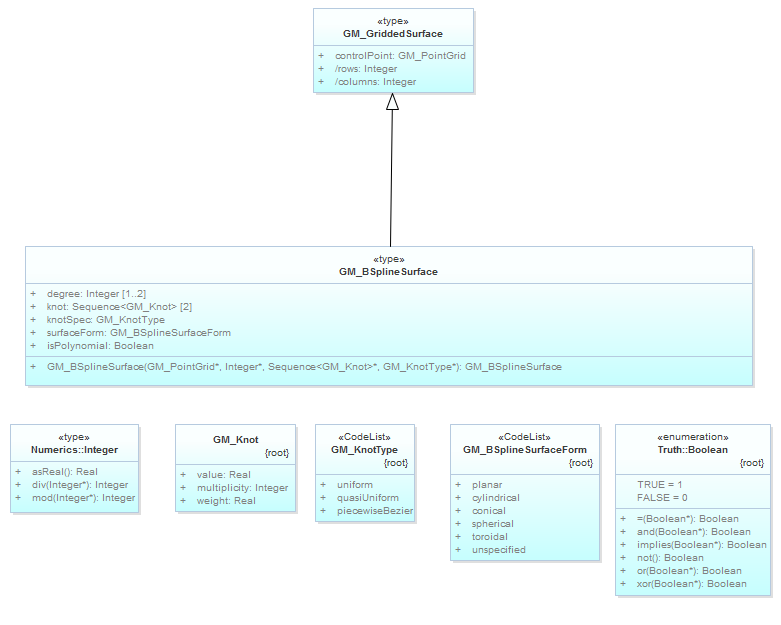 «type»
GM_GriddedSurface
+ controlPoint: GM_PointGrid
+ /rows: Integer
+ /columns: Integer
«type»
GM_BSplineSurface
+ degree: Integer [1..2]
+ knot: Sequence<GM_Knot> [2]
+ knotSpec: GM_KnotType
+ surfaceForm: GM_BSplineSurfaceForm
+ isPolynomial: Boolean
+ GM_BSplineSurface(GM_PointGrid*, Integer*, Sequence<GM_Knot>*, GM_KnotType*): GM_BSplineSurface
«type»
Numerics::Integer
+ asReal(): Real
+ div(Integer*): Integer
+ mod(Integer*): Integer
GM_Knot
{root}
+ value: Real
+ multiplicity: Integer
+ weight: Real
«CodeList»
GM_KnotType
{root}
+ uniform
+ quasiUniform
+ piecewiseBezier
«CodeList»
GM_BSplineSurfaceForm
{root}
+ planar
+ cylindrical
+ conical
+ spherical
+ toroidal
+ unspecified
«enumeration»
Truth::Boolean
{root}
TRUE = 1
FALSE = 0
+ =(Boolean*): Boolean
+ and(Boolean*): Boolean
+ implies(Boolean*): Boolean
+ not(): Boolean
+ or(Boolean*): Boolean
+ xor(Boolean*): Boolean